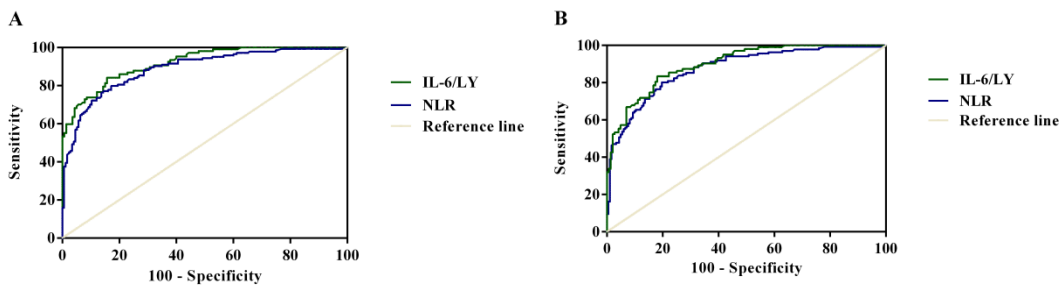 A
100
80
60
40
20
0
Sensitivity
0 20 40 60 80 100
100 - Specificity
IL-6/LY
NLR
Reference line
B
100
80
60
40
20
0
Sensitivity
0 20 40 60 80 100
100 - Specificity
IL-6/LY
NLR
Reference line